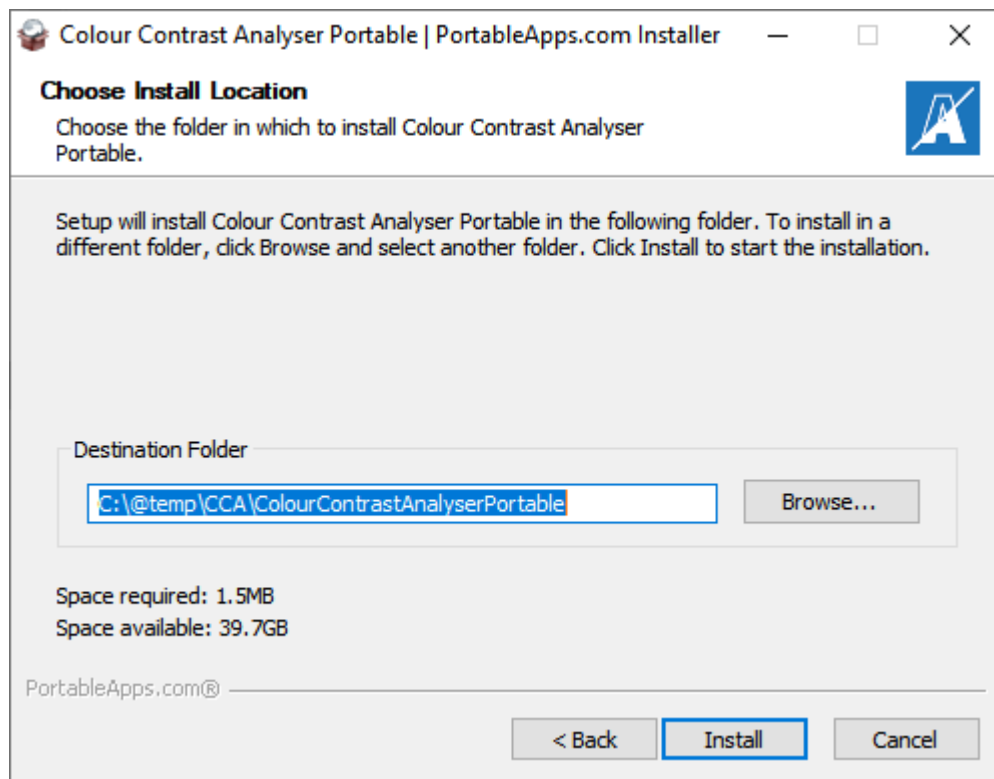 Colour Contrast Analyser Portable | PortableApps.com Installer
Choose Install Location
Choose the folder in which to install Colour Contrast Analyser
Portable.
Setup will install Colour Contrast Analyser Portable in the following folder. To install in a
different folder, click Browse and select another folder. Click Install to start the installation.
Destination Folder
C:\@temp\CCA\ColourContrastAnalyserPortable
Browse...
Space required: 1.5MB
Space available: 39.7GB
PortableApps.com®
< Back
Install
Cancel